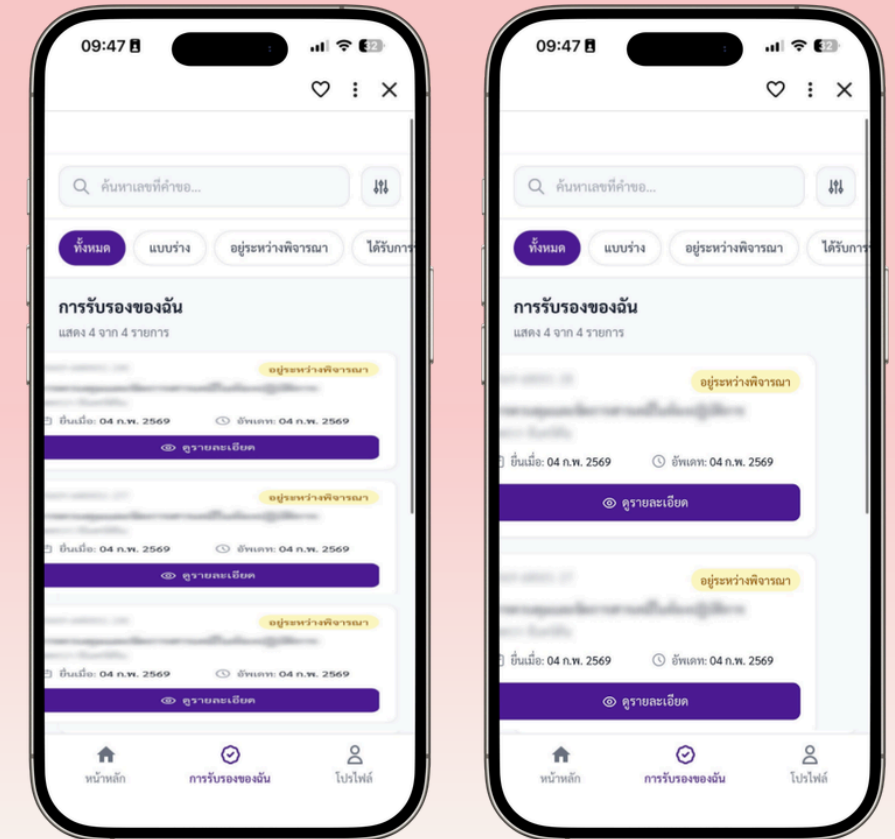 09:47
32
ค้นหาเลขที่คำขอ...
ทั้งหมด แบบร่าง อยู่ระหว่างพิจารณา ได้รับการ
การรับรองของฉัน
แสดง 4 จาก 4 รายการ
อยู่ระหว่างพิจารณา
ยื่นเมื่อ: 04 ก.พ. 2569 อัพเดท: 04 ก.พ. 2569
ดูรายละเอียด
อยู่ระหว่างพิจารณา
ยื่นเมื่อ: 04 ก.พ. 2569 อัพเดท: 04 ก.พ. 2569
ดูรายละเอียด
อยู่ระหว่างพิจารณา
ยื่นเมื่อ: 04 ก.พ. 2569 อัพเดท: 04 ก.พ. 2569
ดูรายละเอียด
หน้าหลัก การรับรองของฉัน โปรไฟล์
09:47
32
ค้นหาเลขที่คำขอ...
ทั้งหมด แบบร่าง อยู่ระหว่างพิจารณา ได้รับการ
การรับรองของฉัน
แสดง 4 จาก 4 รายการ
อยู่ระหว่างพิจารณา
ยื่นเมื่อ: 04 ก.พ. 2569 อัพเดท: 04 ก.พ. 2569
ดูรายละเอียด
อยู่ระหว่างพิจารณา
ยื่นเมื่อ: 04 ก.พ. 2569 อัพเดท: 04 ก.พ. 2569
ดูรายละเอียด
หน้าหลัก การรับรองของฉัน โปรไฟล์